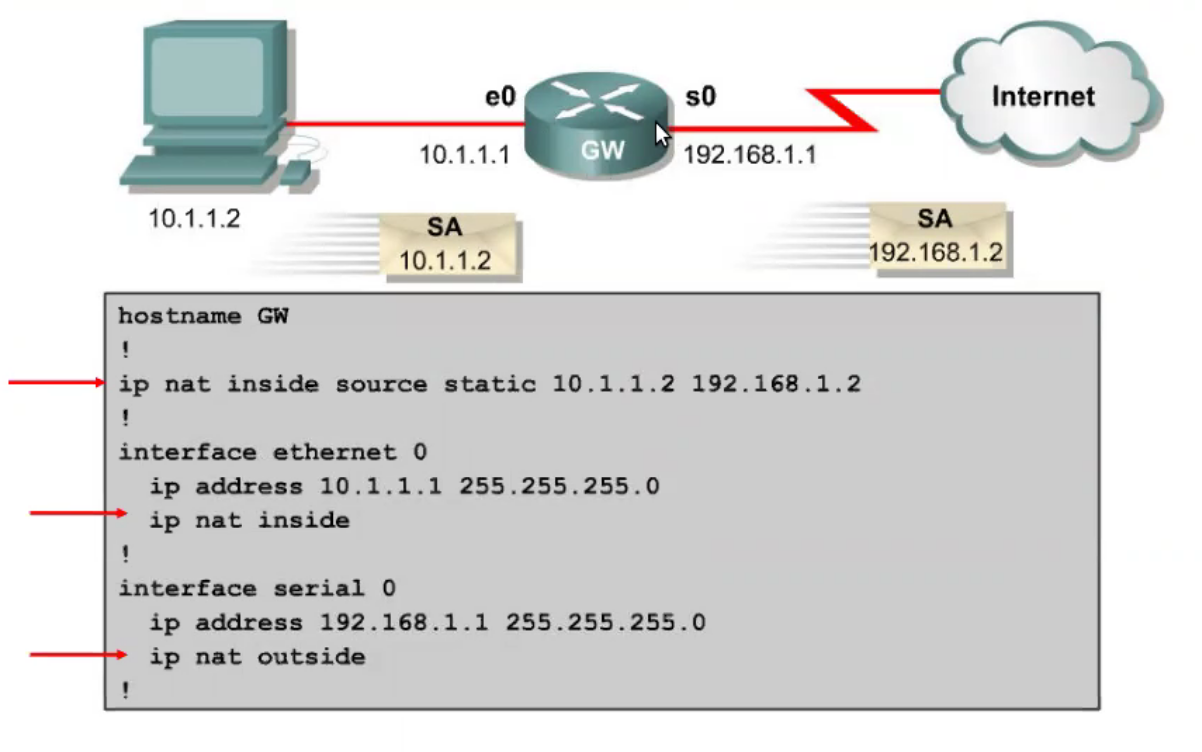 e0
s0
Internet
10.1.1.1
GW
192.168.1.1
10.1.1.2
SA
10.1.1.2
SA
192.168.1.2
hostname GW
!
ip nat inside source static 10.1.1.2 192.168.1.2
!
interface ethernet 0
ip address 10.1.1.1 255.255.255.0
ip nat inside
!
interface serial 0
ip address 192.168.1.1 255.255.255.0
ip nat outside
!